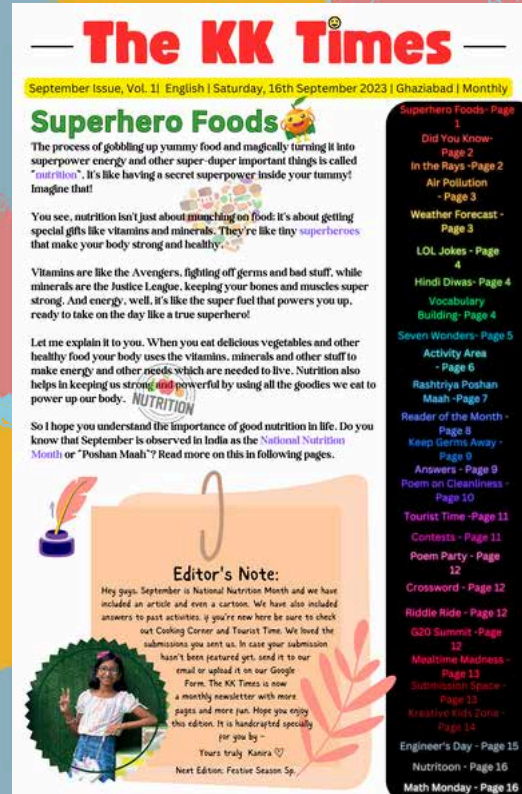 The KK Times
September Issue, Vol. 1| English | Saturday, 16th September 2023 | Ghaziabad | Monthly
Superhero Foods
The process of gobbling up yummy food and magically turning it into
superpower energy and other super-duper important things is called
"nutrition". It's like having a secret superpower inside your tummy!
Imagine that!
You see, nutrition isn't just about munching on food; it's about getting
special gifts like vitamins and minerals. They're like tiny superheroes
that make your body strong and healthy.
Vitamins are like the Avengers, fighting off germs and bad stuff, while
minerals are the Justice League, keeping your bones and muscles super
strong. And energy, well, it's like the super fuel that powers you up,
ready to take on the day like a true superhero!
Let me explain it to you. When you eat delicious vegetables and other
healthy food your body uses the vitamins, minerals and other stuff to
make energy and other needs which are needed to live. Nutrition also
helps in keeping us strong and powerful by using all the goodies we eat to
power up our body.
NUTRITION
So I hope you understand the importance of good nutrition in life. Do you
know that September is observed in India as the National Nutrition
Month or "Poshan Maah"? Read more on this in following pages.
Editor's Note:
Hey guys, September is National Nutrition Month and we have
included an article and even a cartoon. We have also included
answers to past activities. if you're new here be sure to check
out Cooking Corner and Tourist Time. We loved the
submissions you sent us. In case your submission
hasn't been featured yet, send it to our
email or upload it on our Google
Form. The KK Times is now
a monthly newsletter with more
pages and more fun. Hope you enjoy
this edition. It is handcrafted specially
for you by -
Yours truly Kanira ♡
Next Edition: Festive Season Sp.
Superhero Foods- Page
1
Did You Know-
Page 2
In the Rays -Page 2
Air Pollution
- Page 3
Weather Forecast -
Page 3
LOL Jokes - Page
4
Hindi Diwas- Page 4
Vocabulary
Building- Page 4
Seven Wonders- Page 5
Activity Area
- Page 6
Rashtriya Poshan
Maah -Page 7
Reader of the Month -
Page 8
Keep Germs Away -
Page 9
Answers - Page 9
Poem on Cleanliness -
Page 10
Tourist Time -Page 11
Contests - Page 11
Poem Party - Page
12
Crossword - Page 12
Riddle Ride - Page 12
G20 Summit -Page
12
Mealtime Madness -
Page 13
Submission Space -
Page 13
Kreative Kids Zone -
Page 14
Engineer's Day - Page 15
Nutritoon - Page 16
Math Monday - Page 16